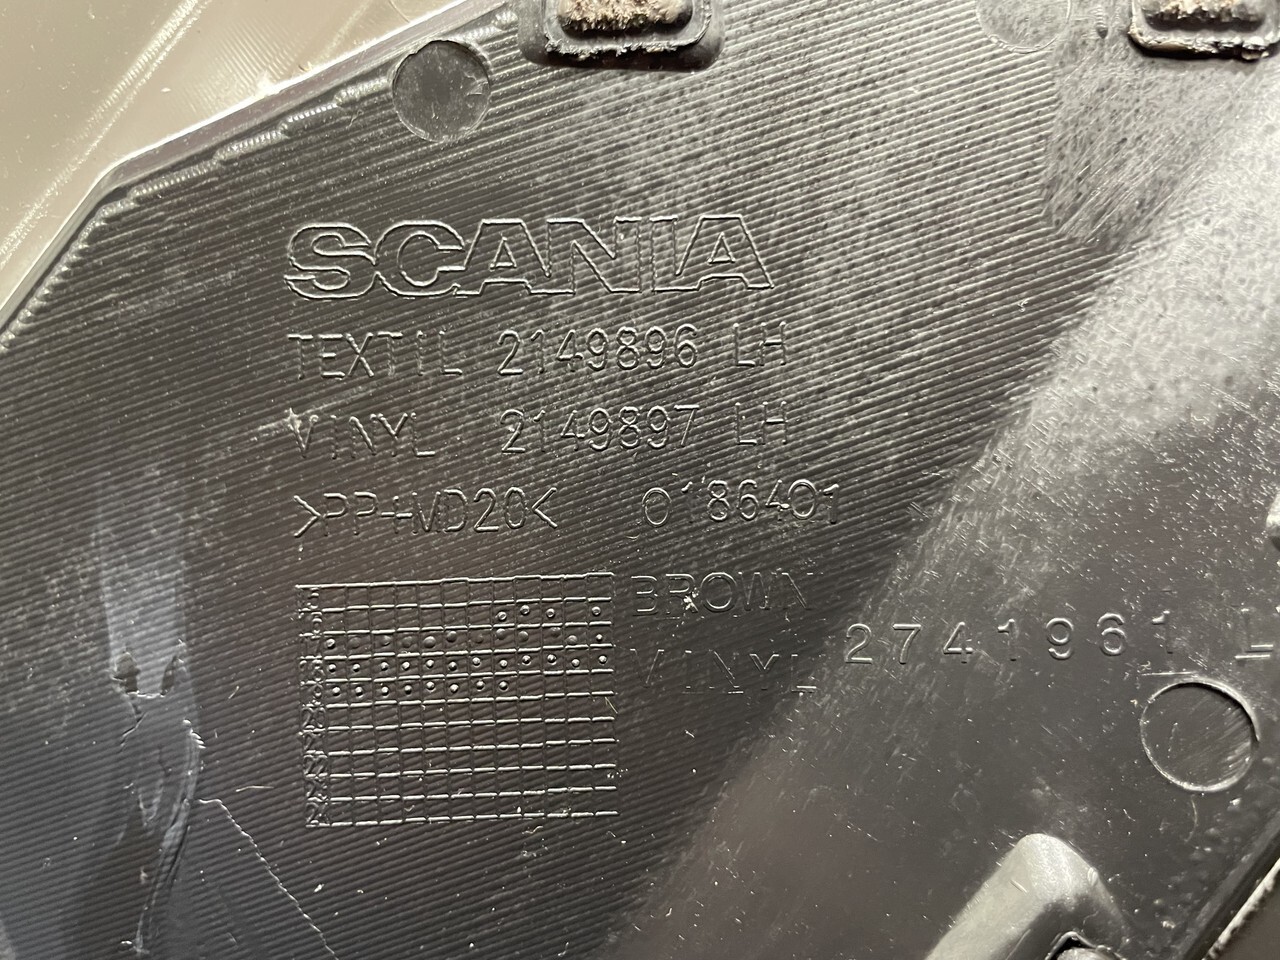 SCANIA
TEXTIL 2149896 LH
VINYL 2149897 LH
>PP+MD20< 0186401
BROWN
VINYL 2741961 L